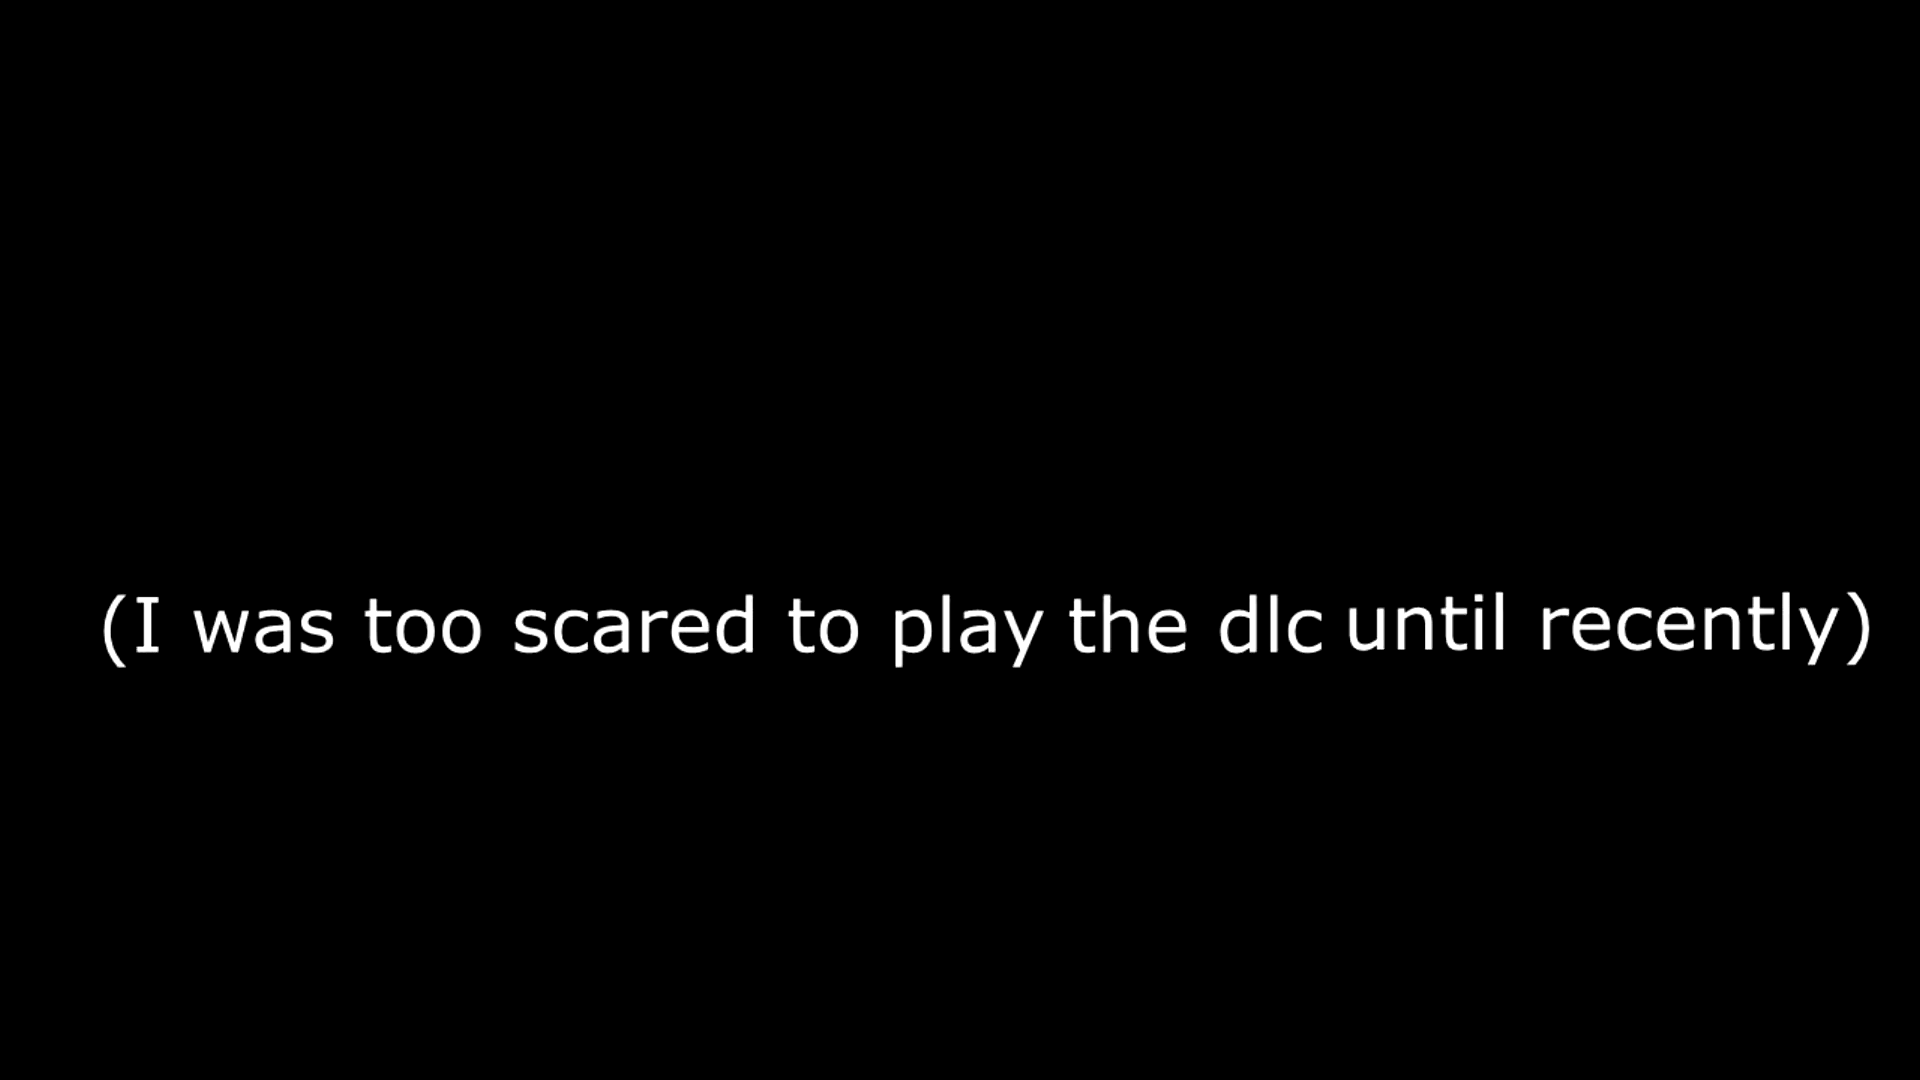 (I was too scared to play the dlc until recently)